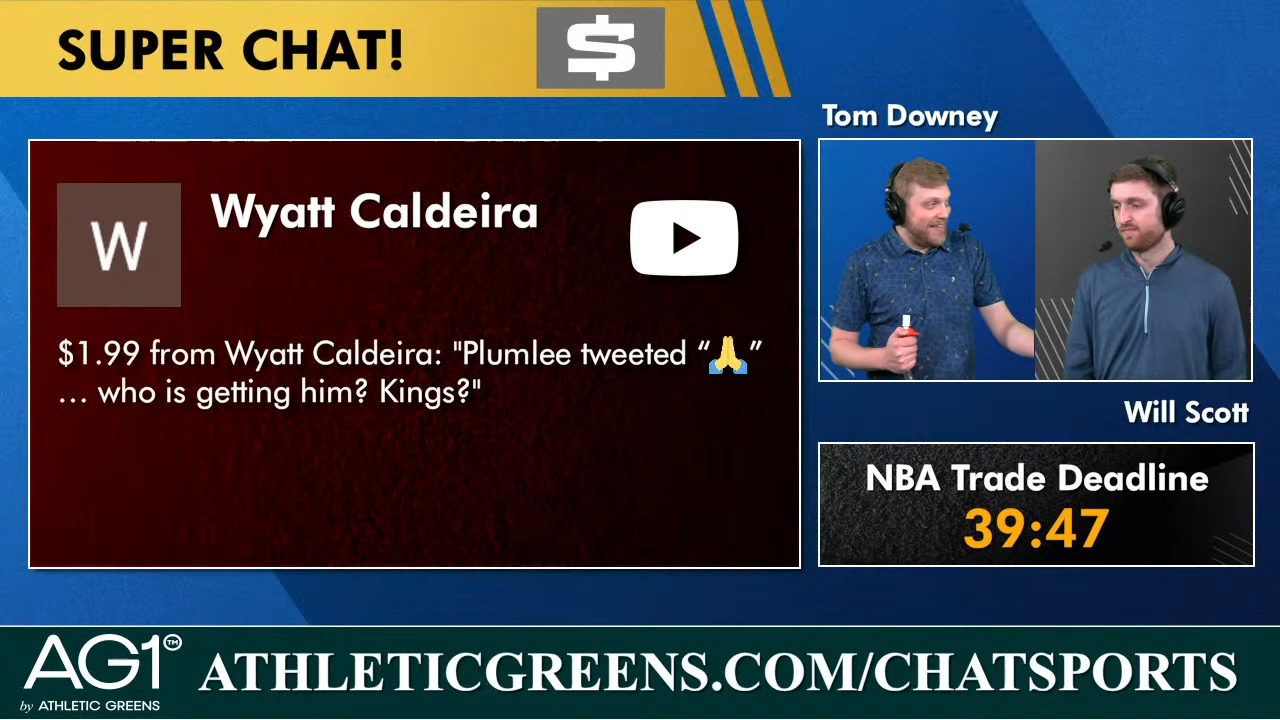 SUPER CHAT!
$
Tom Downey
W
Wyatt Caldeira
$1.99 from Wyatt Caldeira: "Plumlee tweeted “🙏”
... who is getting him? Kings?"
Will Scott
NBA Trade Deadline
39:47
AG1™
by ATHLETIC GREENS
ATHLETICGREENS.COM/CHATSPORTS